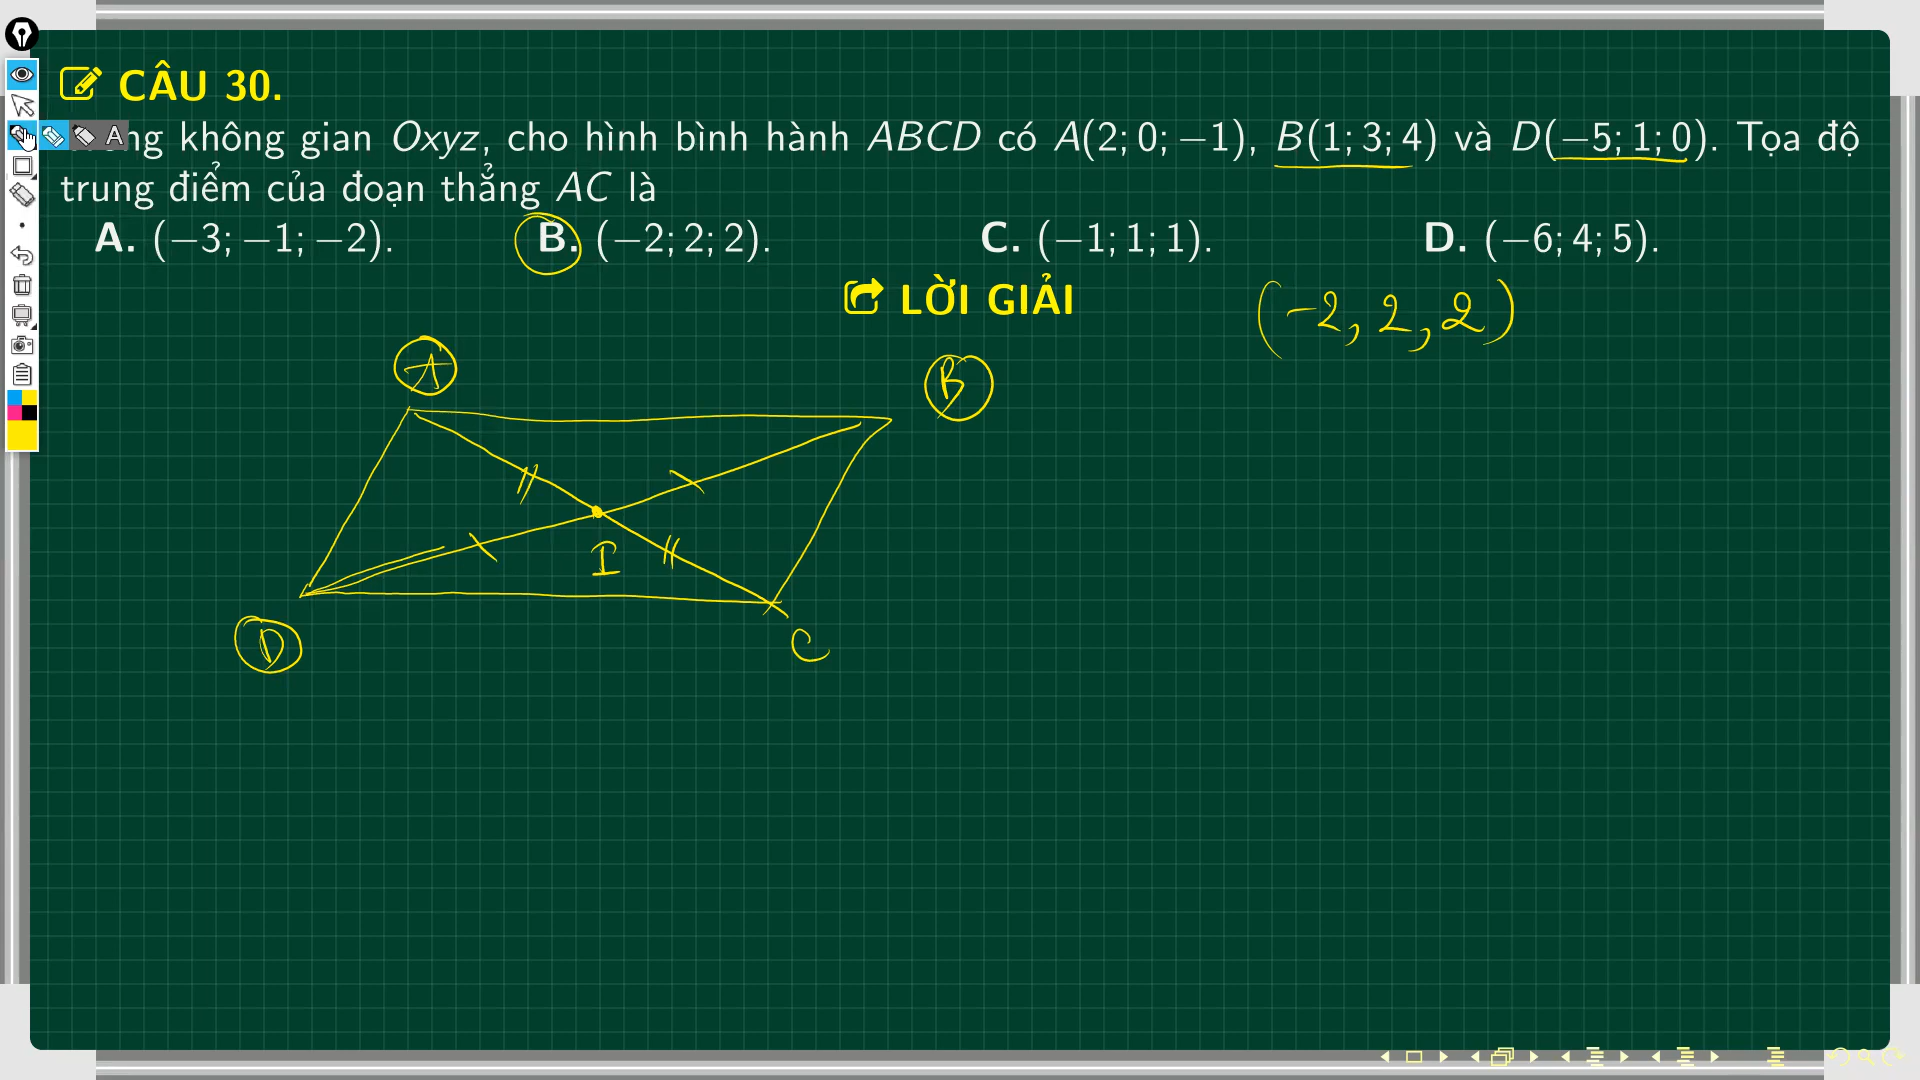 CÂU 30.
ng không gian Oxyz, cho hình bình hành ABCD có A(2; 0; −1), B(1; 3; 4) và D(−5; 1; 0). Tọa độ
trung điểm của đoạn thẳng AC là
A. (−3; −1; −2). B. (−2; 2; 2). C. (−1; 1; 1). D. (−6; 4; 5).
LỜI GIẢI
(-2, 2, 2)
A
B
I
D
C
A